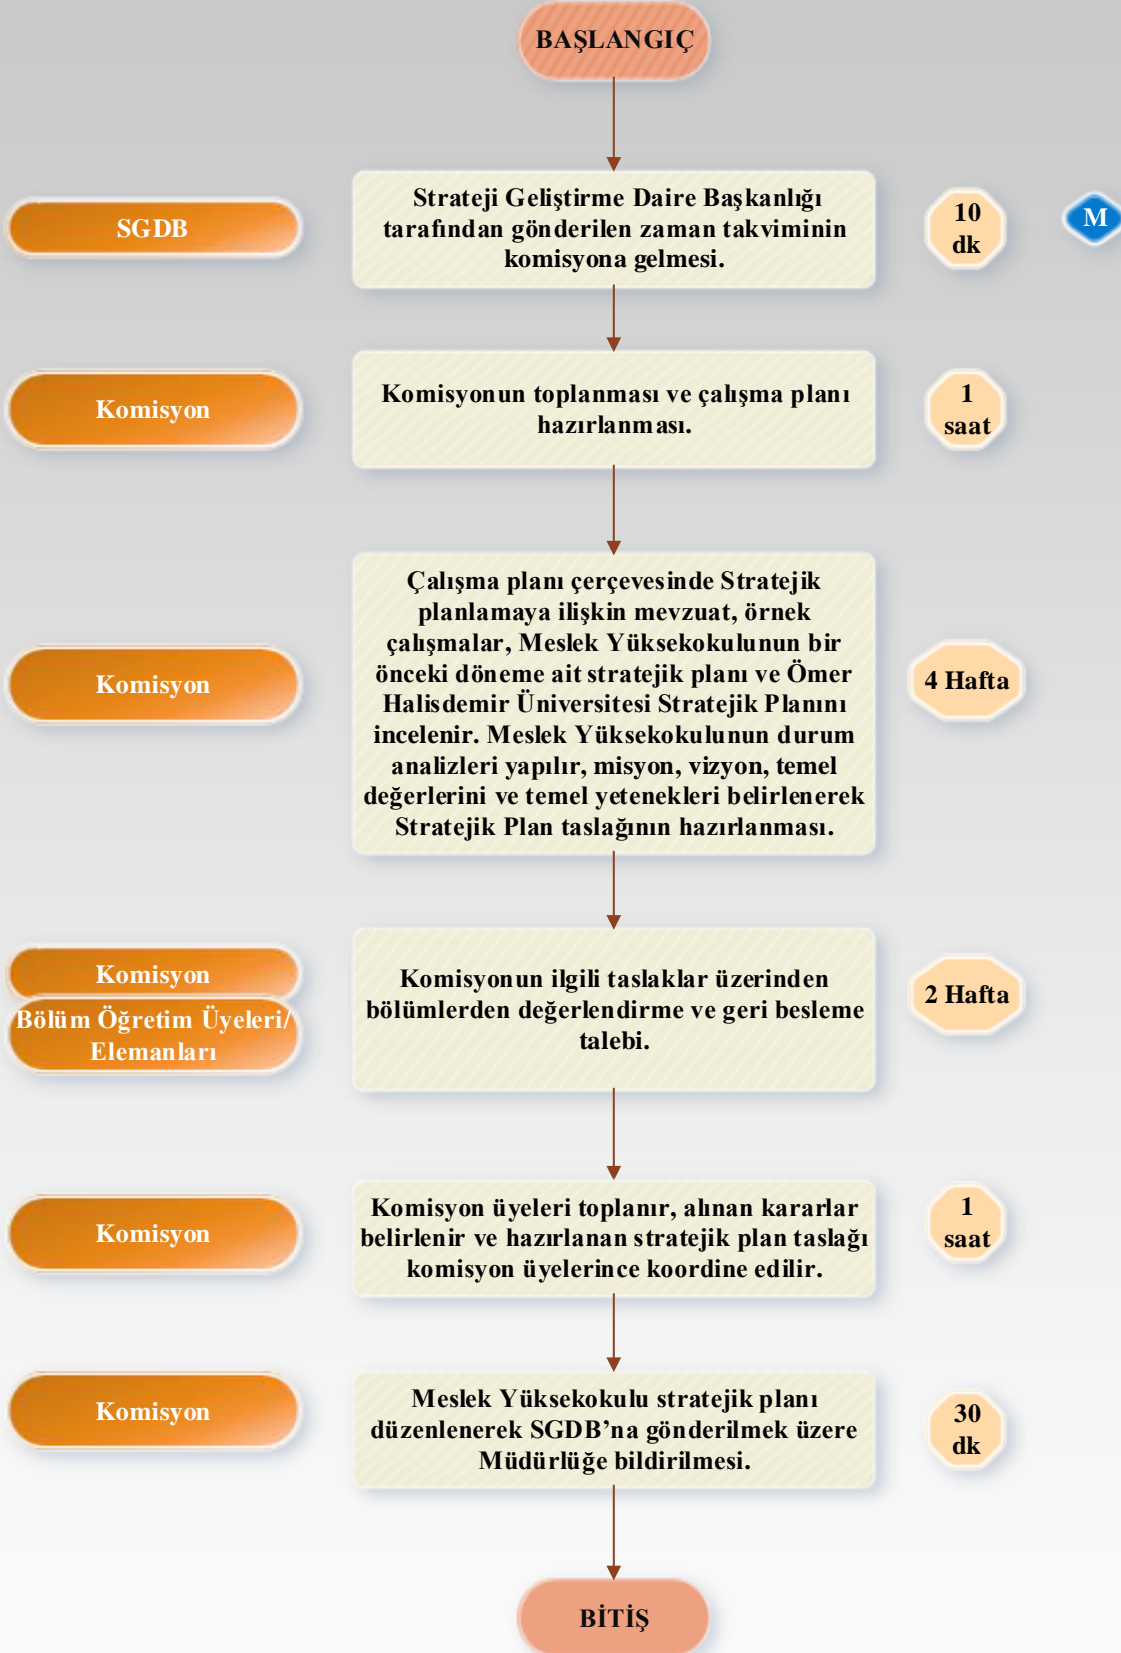 BAŞLANGIÇ
SGDB
Strateji Geliştirme Daire Başkanlığı
tarafından gönderilen zaman takviminin
komisyona gelmesi.
10
dk
M
Komisyon
Komisyonun toplanması ve çalışma planı
hazırlanması.
1
saat
Komisyon
Çalışma planı çerçevesinde Stratejik
planlamaya ilişkin mevzuat, örnek
çalışmalar, Meslek Yüksekokulunun bir
önceki döneme ait stratejik planı ve Ömer
Halisdemir Üniversitesi Stratejik Planını
incelenir. Meslek Yüksekokulunun durum
analizleri yapılır, misyon, vizyon, temel
değerlerini ve temel yetenekleri belirlenerek
Stratejik Plan taslağının hazırlanması.
4 Hafta
Komisyon
Bölüm Öğretim Üyeleri/
Elemanları
Komisyonun ilgili taslaklar üzerinden
bölümlerden değerlendirme ve geri besleme
talebi.
2 Hafta
Komisyon
Komisyon üyeleri toplanır, alınan kararlar
belirlenir ve hazırlanan stratejik plan taslağı
komisyon üyelerince koordine edilir.
1
saat
Komisyon
Meslek Yüksekokulu stratejik planı
düzenlenerek SGDB’na gönderilmek üzere
Müdürlüğe bildirilmesi.
30
dk
BİTİŞ